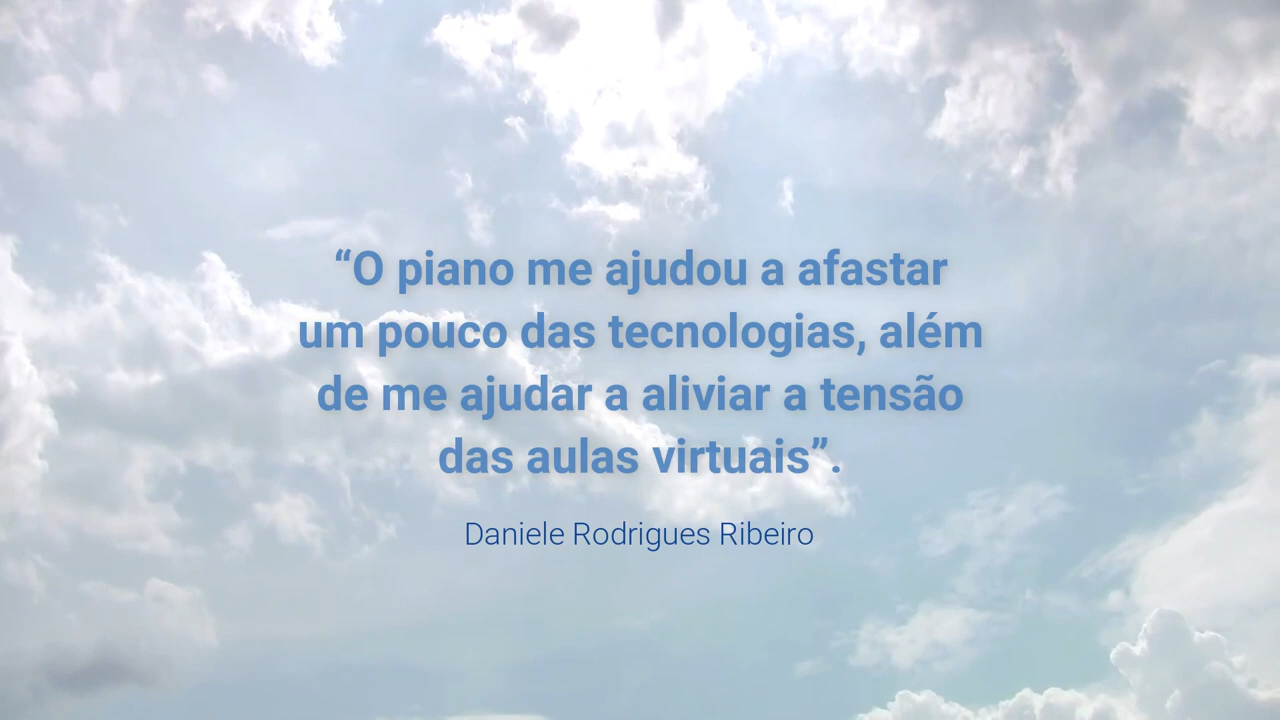 “O piano me ajudou a afastar
um pouco das tecnologias, além
de me ajudar a aliviar a tensão
das aulas virtuais”.
Daniele Rodrigues Ribeiro